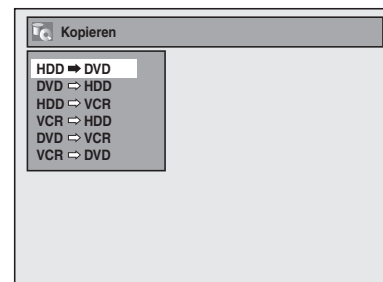 Kopieren
HDD ➡ DVD
DVD ⇨ HDD
HDD ⇨ VCR
VCR ⇨ HDD
DVD ⇨ VCR
VCR ⇨ DVD